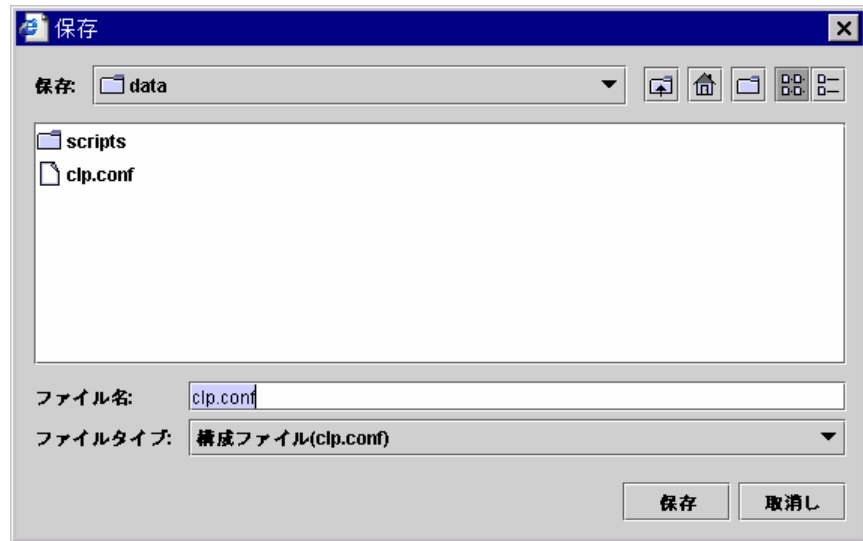 保存
保存: data
scripts
clp.conf
ファイル名: clp.conf
ファイルタイプ: 構成ファイル(clp.conf)
保存 取消し